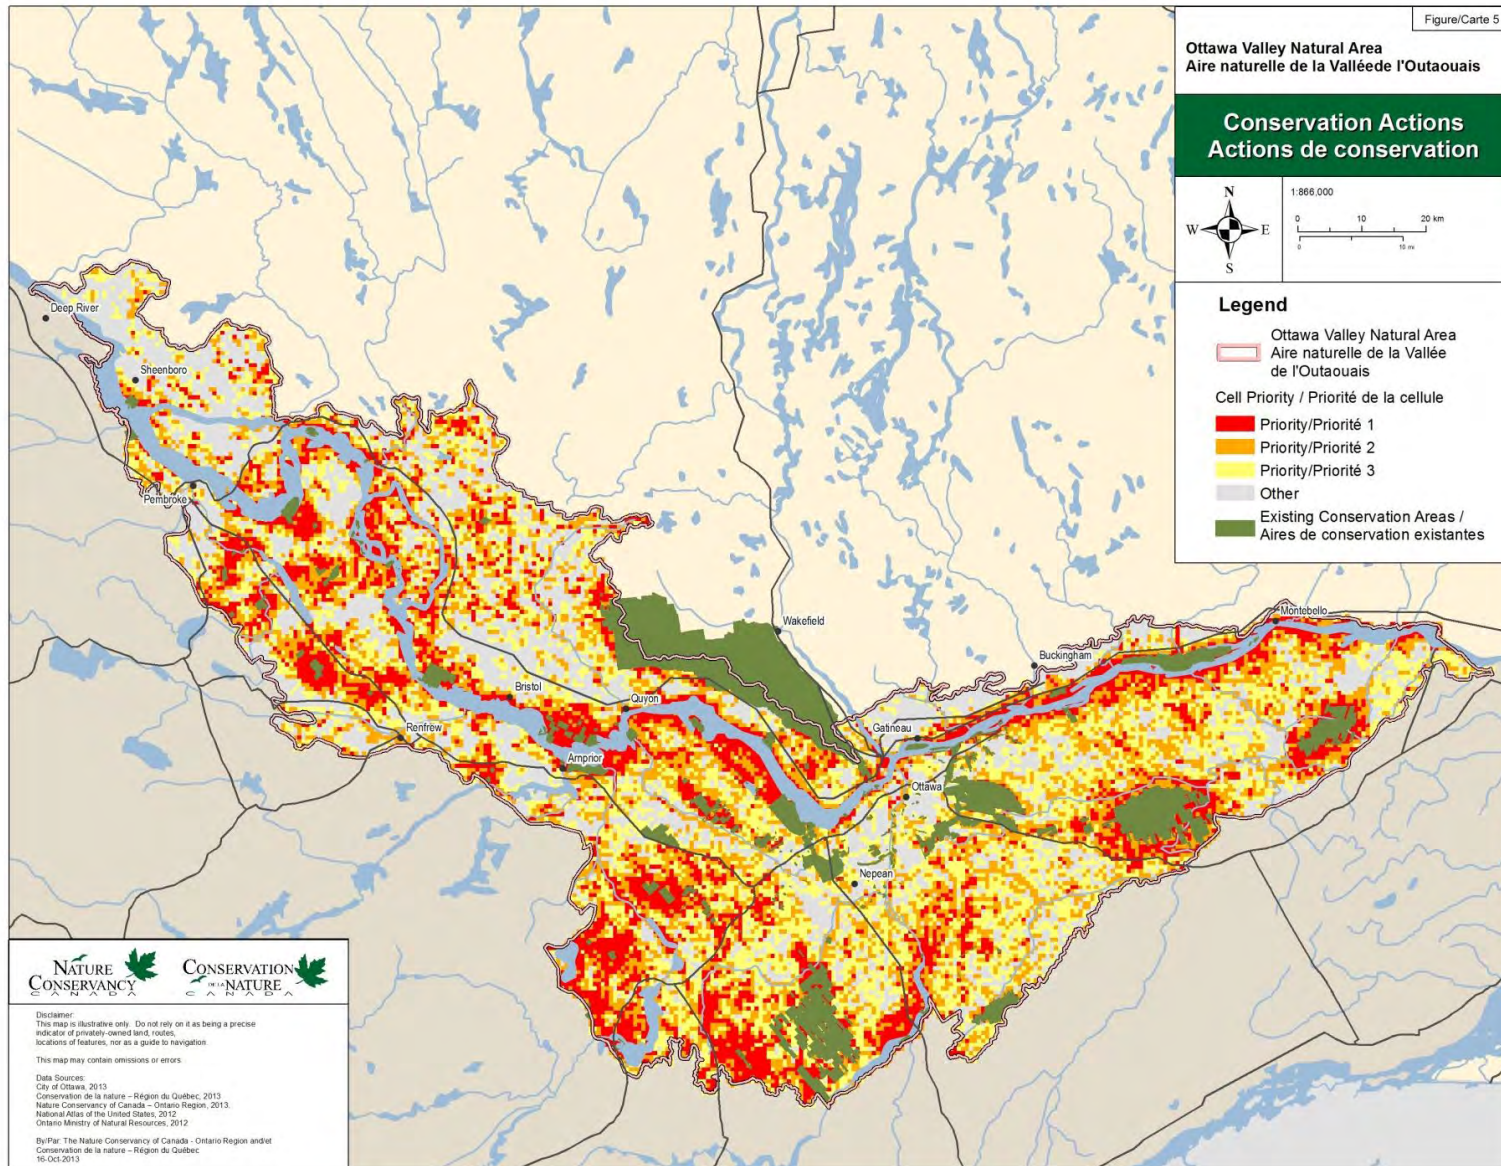 Figure/Carte 5
Ottawa Valley Natural Area
Aire naturelle de la Valléede l'Outaouais
Conservation Actions
Actions de conservation
N
W E
S
1:866,000
0 10 20 km
0 15 mi
Legend
Ottawa Valley Natural Area
Aire naturelle de la Vallée
de l'Outaouais
Cell Priority / Priorité de la cellule
Priority/Priorité 1
Priority/Priorité 2
Priority/Priorité 3
Other
Existing Conservation Areas /
Aires de conservation existantes
Deep River
Sheenboro
Pembroke
Wakefield
Montebello
Buckingham
Bristol
Quyon
Renfrew
Gatineau
Arnprior
Ottawa
Nepean
NATURE
CONSERVANCY
CANADA
CONSERVATION
DE LA NATURE
CANADA
Disclaimer:
This map is illustrative only. Do not rely on it as being a precise
indicator of privately-owned land, routes,
locations of features, nor as a guide to navigation.
This map may contain omissions or errors.
Data Sources:
City of Ottawa, 2013
Conservation de la nature – Région du Québec, 2013
Nature Conservancy of Canada – Ontario Region, 2013.
National Atlas of the United States, 2012
Ontario Ministry of Natural Resources, 2012
By/Par: The Nature Conservancy of Canada - Ontario Region and/et
Conservation de la nature – Région du Québec
16-Oct-2013